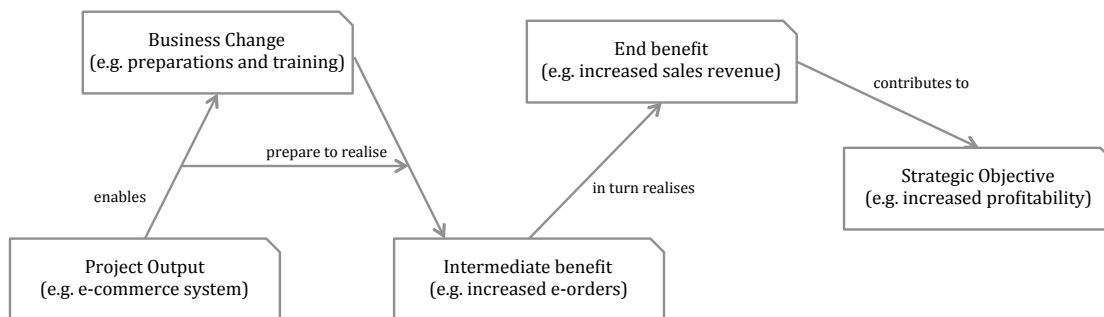 Business Change
(e.g. preparations and training)
End benefit
(e.g. increased sales revenue)
contributes to
prepare to realise
Strategic Objective
(e.g. increased profitability)
enables
in turn realises
Project Output
(e.g. e-commerce system)
Intermediate benefit
(e.g. increased e-orders)